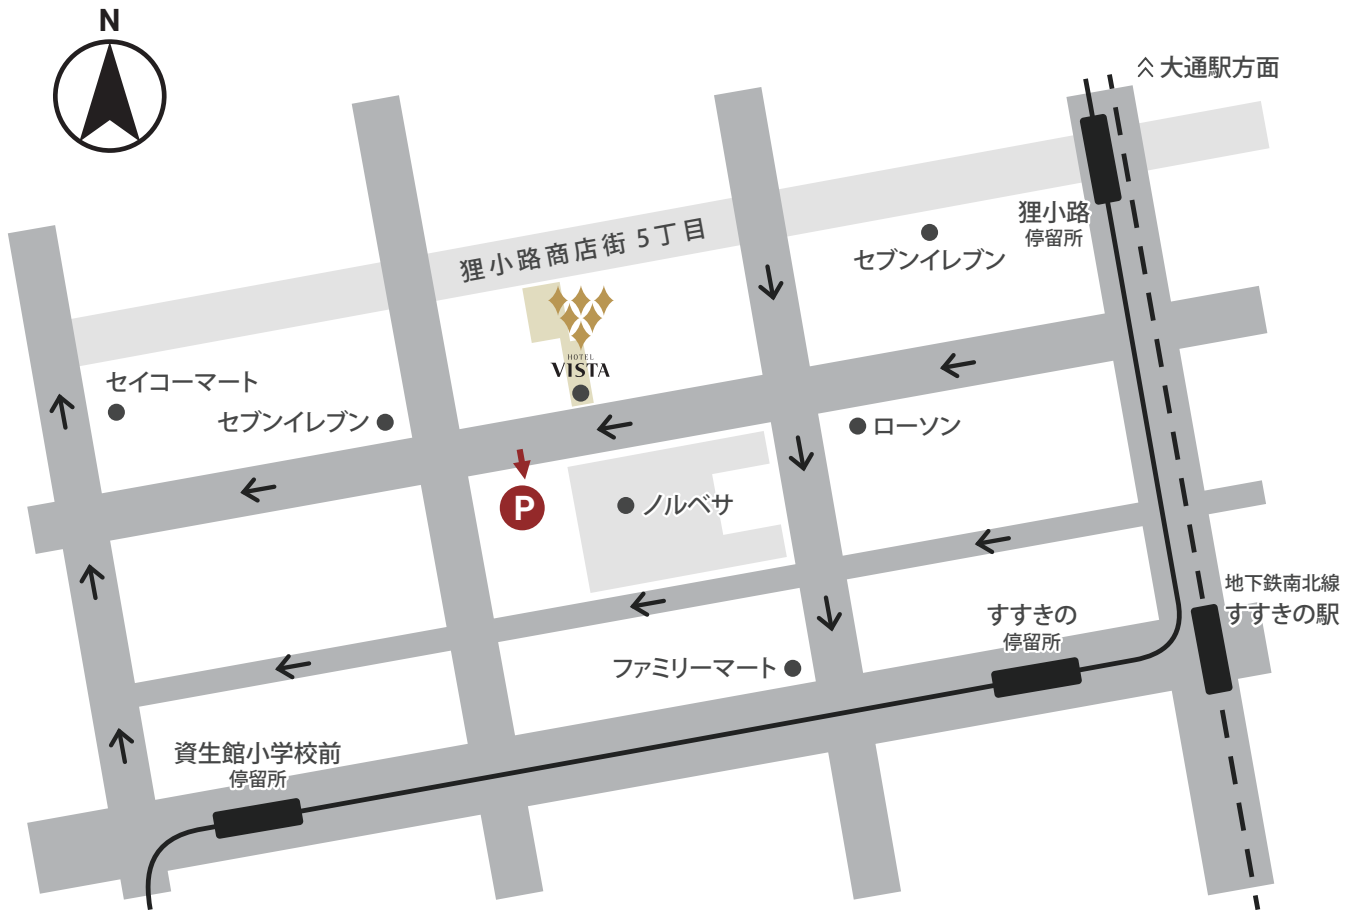 N
大通駅方面
狸小路
停留所
狸小路商店街 5丁目
セブンイレブン
HOTEL
VISTA
セイコーマート
セブンイレブン
ローソン
P
ノルベサ
地下鉄南北線
すすきの駅
すすきの
停留所
ファミリーマート
資生館小学校前
停留所